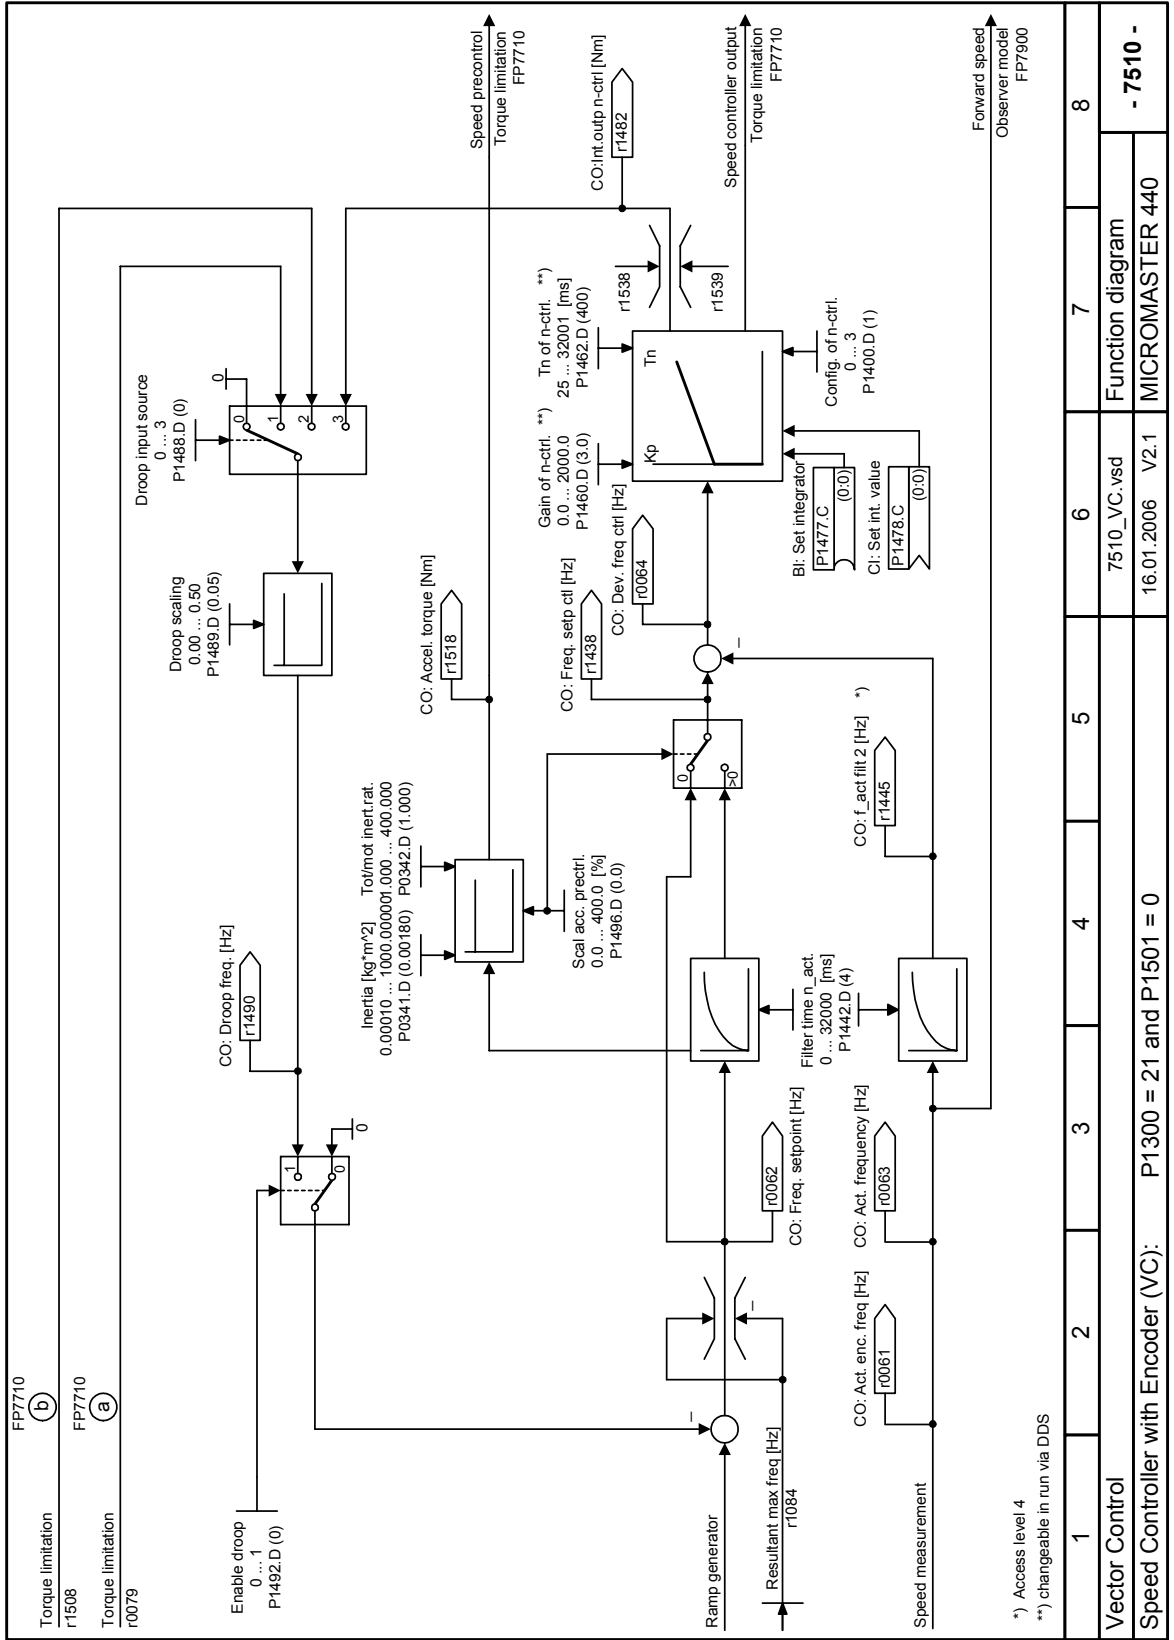 FP7710
b
Torque limitation
r1508
FP7710
a
Torque limitation
r0079
Enable droop
0 ... 1
P1492.D (0)
1
0
0
CO: Droop freq. [Hz]
r1490
Droop scaling
0.00 ... 0.50
P1489.D (0.05)
Droop input source
0 ... 3
P1488.D (0)
0
0
1
2
3
Inertia [kg*m^2]
0.00010 ... 1000.00000
P0341.D (0.00180)
Tot/mot inert.rat.
1.000 ... 400.000
P0342.D (1.000)
CO: Accel. torque [Nm]
r1518
Speed precontrol
Torque limitation
FP7710
Scal acc. prectrl.
0.0 ... 400.0 [%]
P1496.D (0.0)
CO: Freq. setp ctl [Hz]
r1438
CO: Dev. freq ctrl [Hz]
r0064
Gain of n-ctrl. **)
0.0 ... 2000.0
P1460.D (3.0)
Tn of n-ctrl. **)
25 ... 32001 [ms]
P1462.D (400)
Kp
Tn
r1538
r1539
CO:Int.outp n-ctrl [Nm]
r1482
Speed controller output
Torque limitation
FP7710
Ramp generator
–
–
Resultant max freq [Hz]
r1084
CO: Freq. setpoint [Hz]
r0062
0
>0
–
Filter time n_act.
0 ... 32000 [ms]
P1442.D (4)
BI: Set integrator
P1477.C
(0:0)
CI: Set int. value
P1478.C
(0:0)
Config. of n-ctrl.
0 ... 3
P1400.D (1)
Speed measurement
CO: Act. enc. freq [Hz]
r0061
CO: Act. frequency [Hz]
r0063
CO: f_act filt 2 [Hz] *)
r1445
Forward speed
Observer model
FP7900
*) Access level 4
**) changeable in run via DDS
1 2 3 4 5 6 7 8
Vector Control 7510_VC.vsd Function diagram
- 7510 -
Speed Controller with Encoder (VC): P1300 = 21 and P1501 = 0 16.01.2006 V2.1 MICROMASTER 440